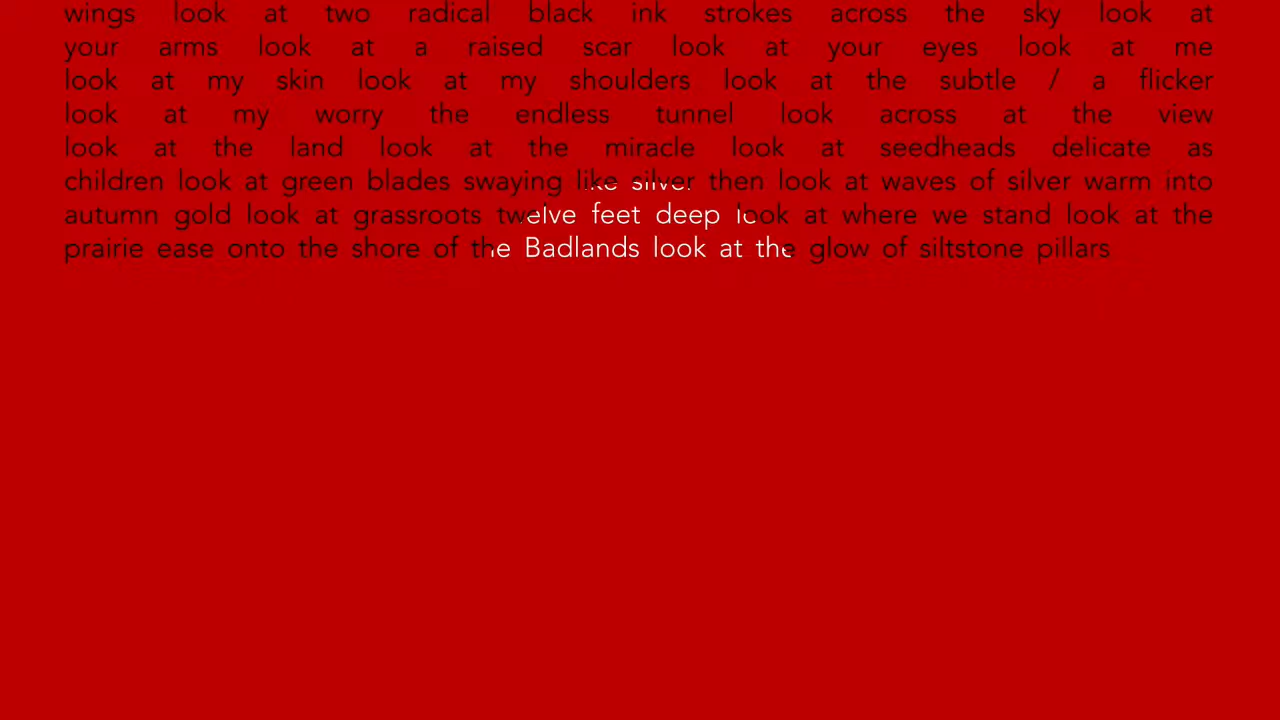 wings look at two radical black ink strokes across the sky look at
your arms look at a raised scar look at your eyes look at me
look at my skin look at my shoulders look at the subtle / a flicker
look at my worry the endless tunnel look across at the view
look at the land look at the miracle look at seedheads delicate as
children look at green blades swaying like silver then look at waves of silver warm into
autumn gold look at grassroots twelve feet deep look at where we stand look at the
prairie ease onto the shore of the Badlands look at the glow of siltstone pillars